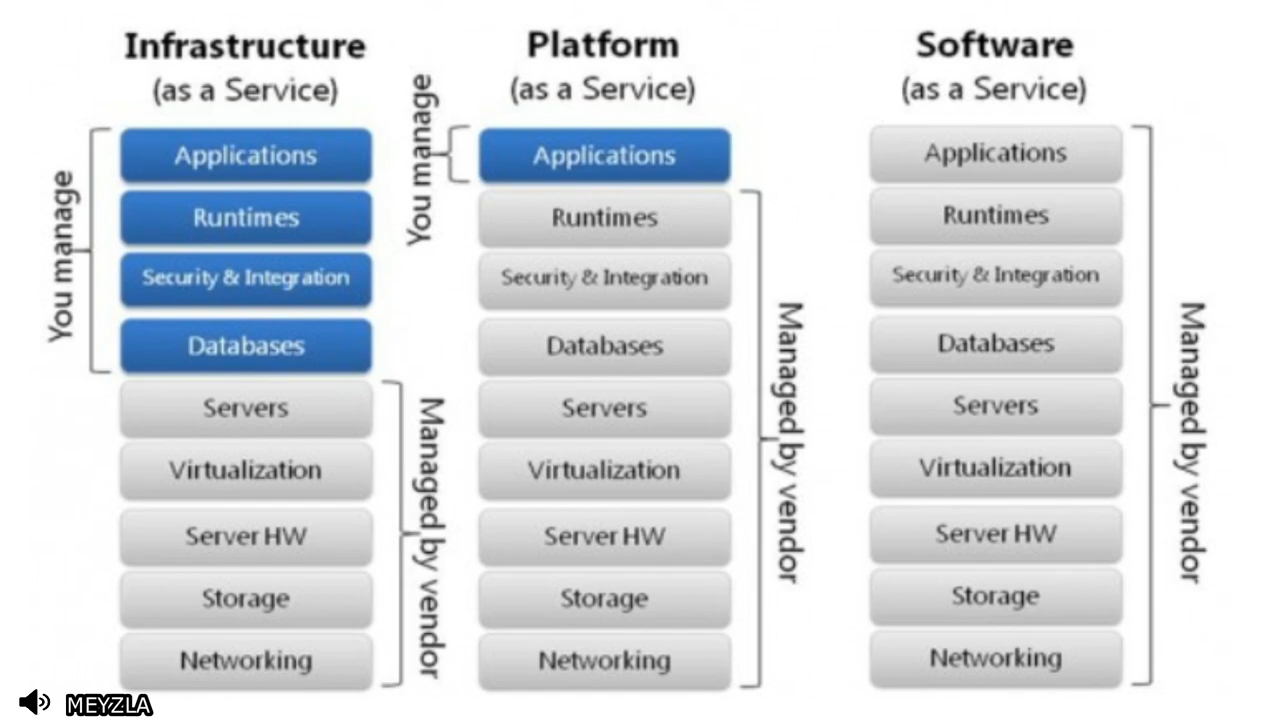 Infrastructure
(as a Service)
You manage
Applications
Runtimes
Security & Integration
Databases
Servers
Virtualization
Server HW
Storage
Networking
Managed by vendor
Platform
(as a Service)
You manage
Applications
Runtimes
Security & Integration
Databases
Servers
Virtualization
Server HW
Storage
Networking
Managed by vendor
Software
(as a Service)
Applications
Runtimes
Security & Integration
Databases
Servers
Virtualization
Server HW
Storage
Networking
Managed by vendor
MEYZLA